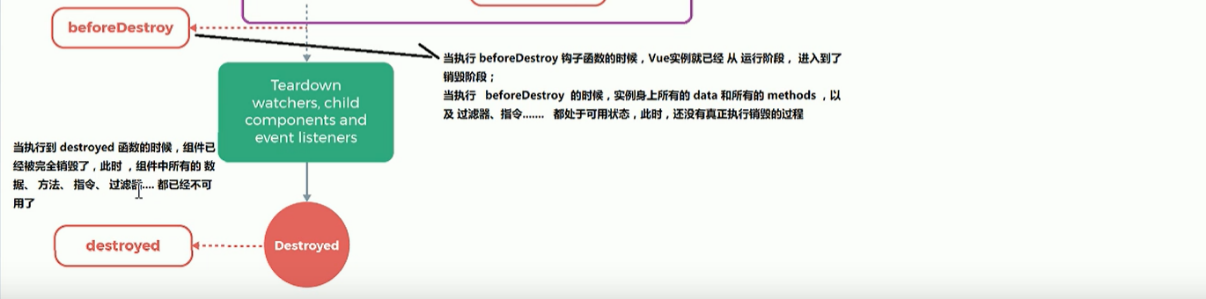 beforeDestroy
当执行 beforeDestroy 钩子函数的时候，Vue实例就已经 从 运行阶段， 进入到了
销毁阶段；
当执行 beforeDestroy 的时候，实例身上所有的 data 和所有的 methods ，以
及 过滤器、指令....... 都处于可用状态，此时，还没有真正执行销毁的过程
Teardown
watchers, child
components and
event listeners
当执行到 destroyed 函数的时候，组件已
经被完全销毁了，此时 ，组件中所有的 数
据、 方法、 指令、 过滤器.... 都已经不可
用了
destroyed
Destroyed